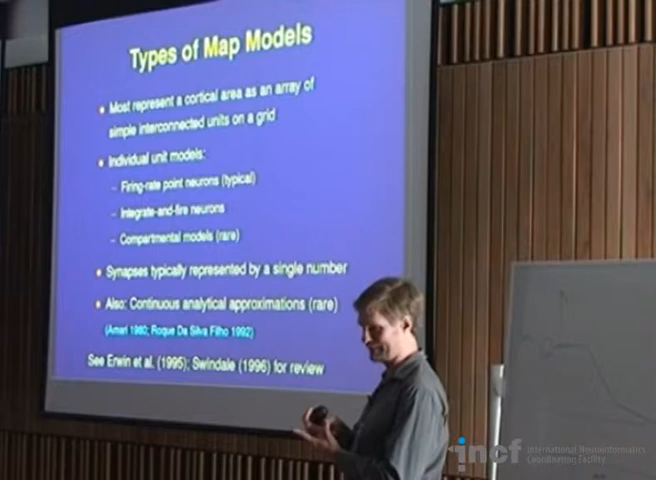 Types of Map Models
• Most represent a cortical area as an array of
simple interconnected units on a grid
• Individual unit models:
– Firing-rate point neurons (typical)
– Integrate-and-fire neurons
– Compartmental models (rare)
• Synapses typically represented by a single number
• Also: Continuous analytical approximations (rare)
(Amari 1980; Roque Da Silva Filho 1992)
See Erwin et al. (1995); Swindale (1996) for review
incf
International Neuroinformatics
Coordinating Facility